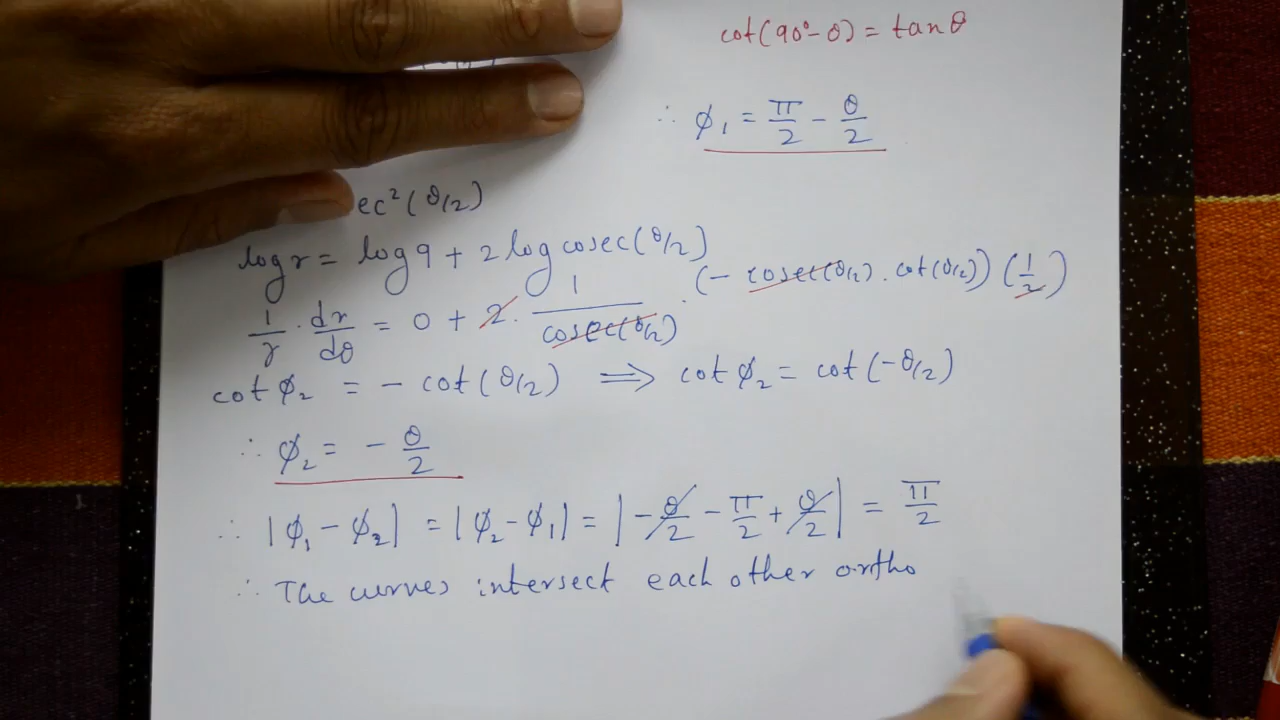 cot(90°-θ) = tanθ
∴ ϕ₁ = π/2 - θ/2
ec²(θ/2)
log r = log 9 + 2 log cosec(θ/2)
1/r · dr/dθ = 0 + 2 · 1/cosec(θ/2) · (- cosec(θ/2) · cot(θ/2)) (1/2)
cot ϕ₂ = - cot(θ/2) ⟹ cot ϕ₂ = cot(-θ/2)
∴ ϕ₂ = - θ/2
∴ |ϕ₁ - ϕ₂| = |ϕ₂ - ϕ₁| = |-θ/2 - π/2 + θ/2| = π/2
∴ The curves intersect each other ortho